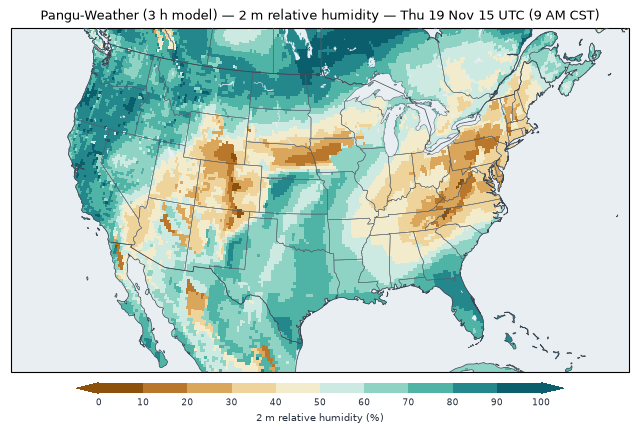 Pangu-Weather (3 h model) — 2 m relative humidity — Thu 19 Nov 15 UTC (9 AM CST)
0 10 20 30 40 50 60 70 80 90 100
2 m relative humidity (%)